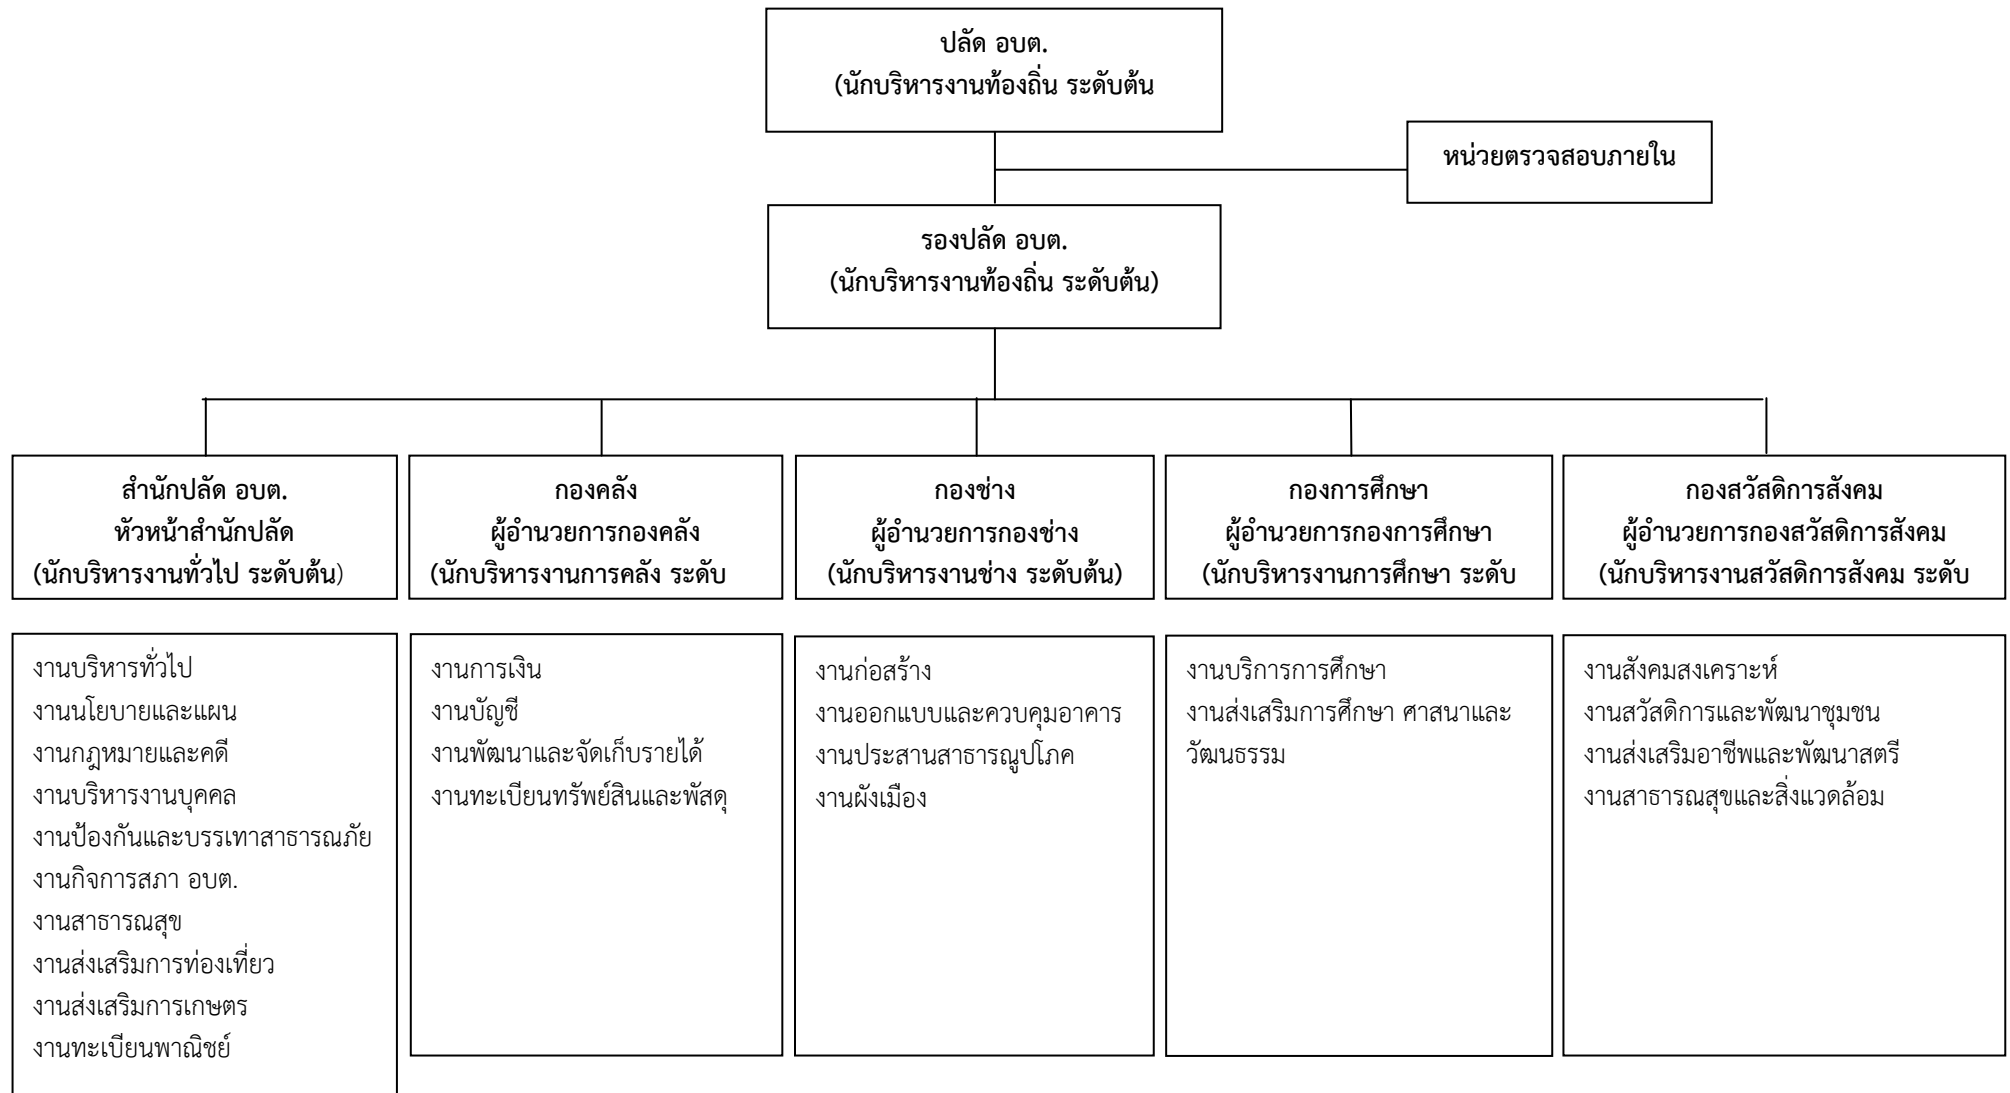 ปลัด อบต.
(นักบริหารงานท้องถิ่น ระดับต้น
หน่วยตรวจสอบภายใน
รองปลัด อบต.
(นักบริหารงานท้องถิ่น ระดับต้น)
สำนักปลัด อบต.
หัวหน้าสำนักปลัด
(นักบริหารงานทั่วไป ระดับต้น)
กองคลัง
ผู้อำนวยการกองคลัง
(นักบริหารงานการคลัง ระดับ
กองช่าง
ผู้อำนวยการกองช่าง
(นักบริหารงานช่าง ระดับต้น)
กองการศึกษา
ผู้อำนวยการกองการศึกษา
(นักบริหารงานการศึกษา ระดับ
กองสวัสดิการสังคม
ผู้อำนวยการกองสวัสดิการสังคม
(นักบริหารงานสวัสดิการสังคม ระดับ
งานบริหารทั่วไป
งานนโยบายและแผน
งานกฎหมายและคดี
งานบริหารงานบุคคล
งานป้องกันและบรรเทาสาธารณภัย
งานกิจการสภา อบต.
งานสาธารณสุข
งานส่งเสริมการท่องเที่ยว
งานส่งเสริมการเกษตร
งานทะเบียนพาณิชย์
งานการเงิน
งานบัญชี
งานพัฒนาและจัดเก็บรายได้
งานทะเบียนทรัพย์สินและพัสดุ
งานก่อสร้าง
งานออกแบบและควบคุมอาคาร
งานประสานสาธารณูปโภค
งานผังเมือง
งานบริการการศึกษา
งานส่งเสริมการศึกษา ศาสนาและ
วัฒนธรรม
งานสังคมสงเคราะห์
งานสวัสดิการและพัฒนาชุมชน
งานส่งเสริมอาชีพและพัฒนาสตรี
งานสาธารณสุขและสิ่งแวดล้อม